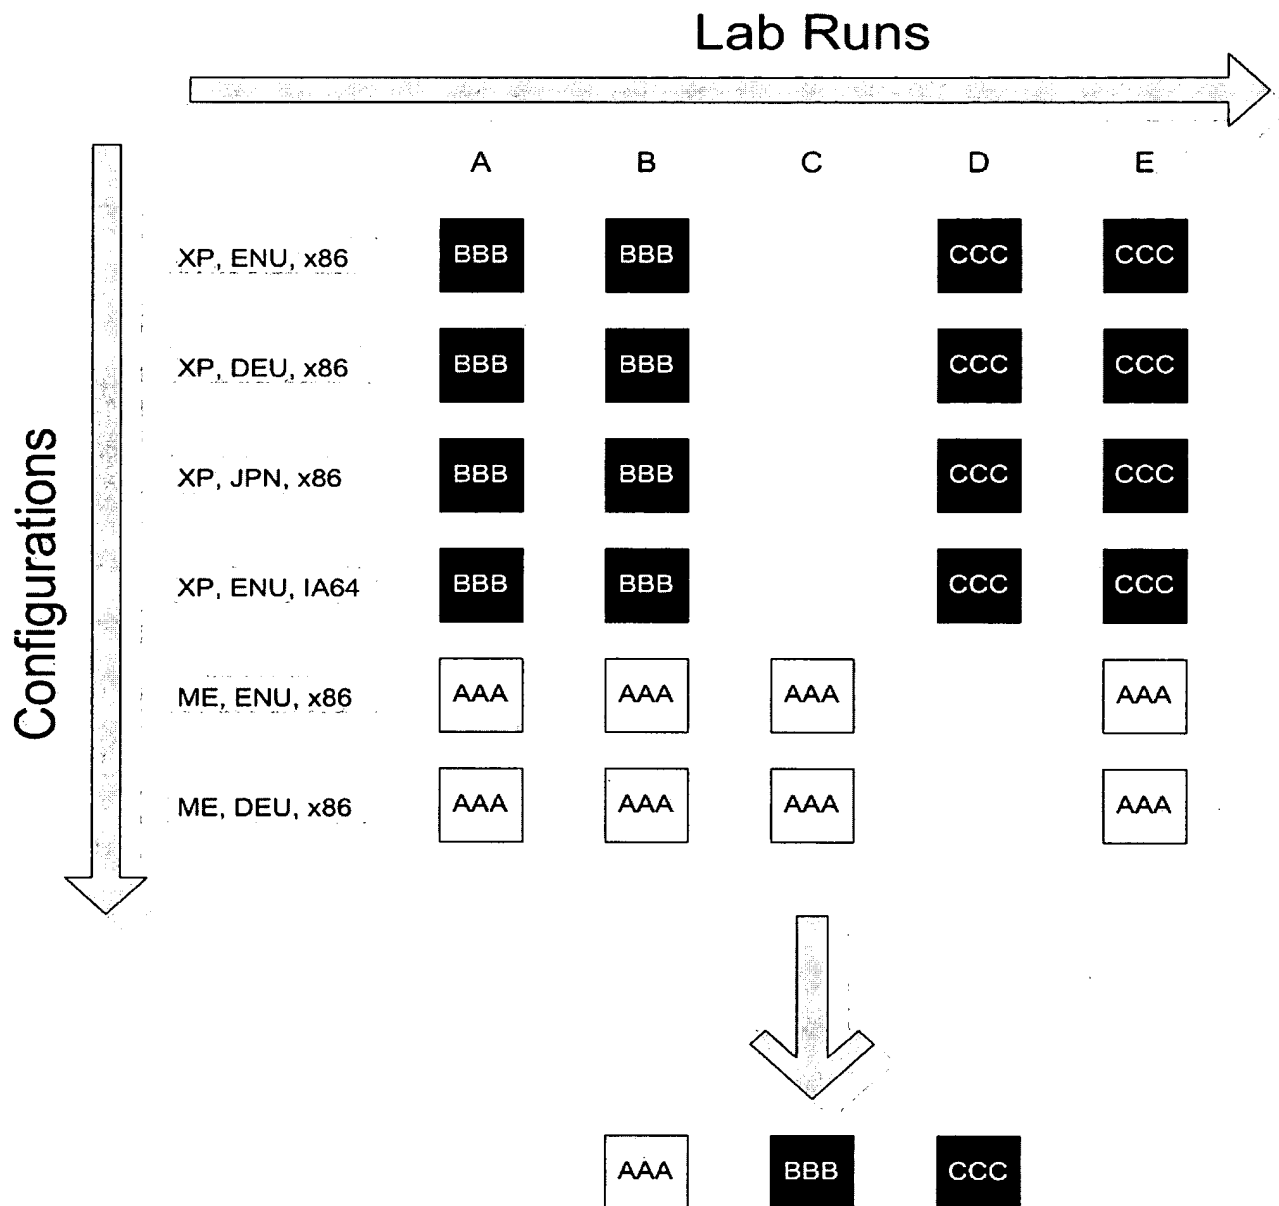 Lab Runs
A B C D E
Configurations
XP, ENU, x86 BBB BBB CCC CCC
XP, DEU, x86 BBB BBB CCC CCC
XP, JPN, x86 BBB BBB CCC CCC
XP, ENU, IA64 BBB BBB CCC CCC
ME, ENU, x86 AAA AAA AAA AAA
ME, DEU, x86 AAA AAA AAA AAA
AAA BBB CCC